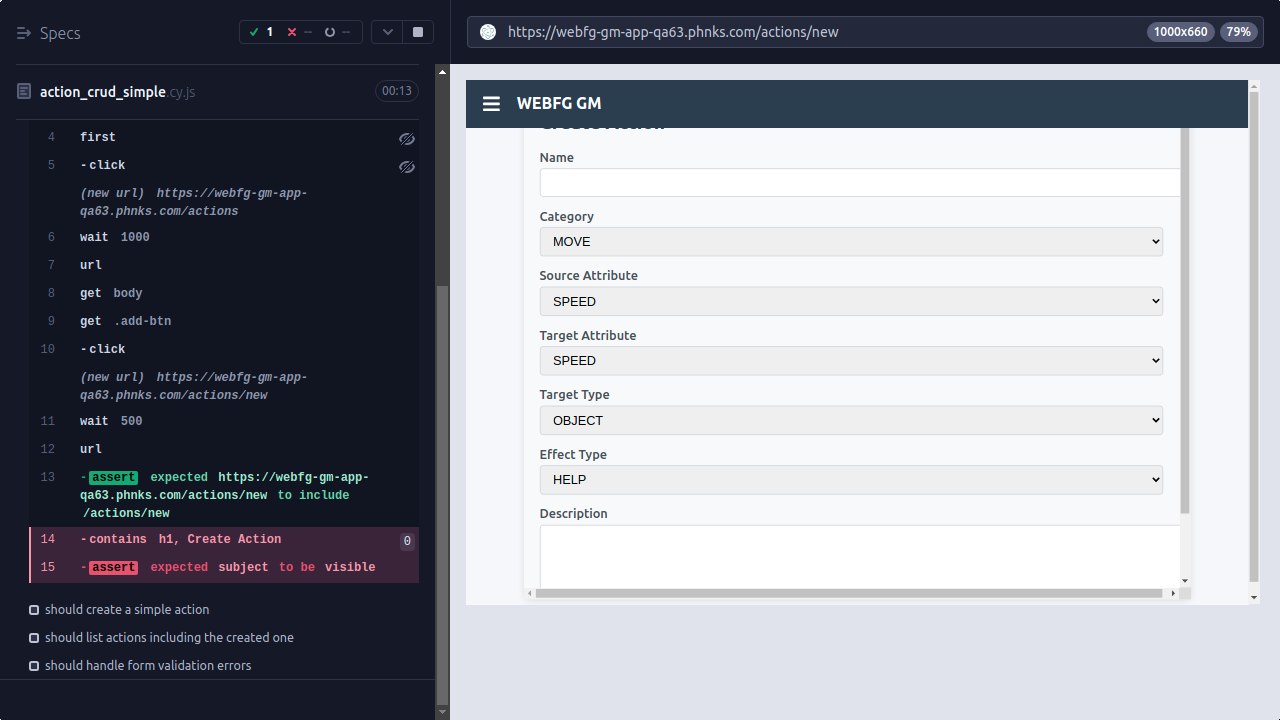 Specs
1
--
--
https://webfg-gm-app-qa63.phnks.com/actions/new
1000x660
79%
action_crud_simple.cy.js
00:13
4 first
5 -click
(new url) https://webfg-gm-app-
qa63.phnks.com/actions
6 wait 1000
7 url
8 get body
9 get .add-btn
10 -click
(new url) https://webfg-gm-app-
qa63.phnks.com/actions/new
11 wait 500
12 url
13 -assert expected https://webfg-gm-app-
qa63.phnks.com/actions/new to include
/actions/new
14 -contains h1, Create Action 0
15 -assert expected subject to be visible
should create a simple action
should list actions including the created one
should handle form validation errors
WEBFG GM
Create Action
Name
Category
MOVE
Source Attribute
SPEED
Target Attribute
SPEED
Target Type
OBJECT
Effect Type
HELP
Description